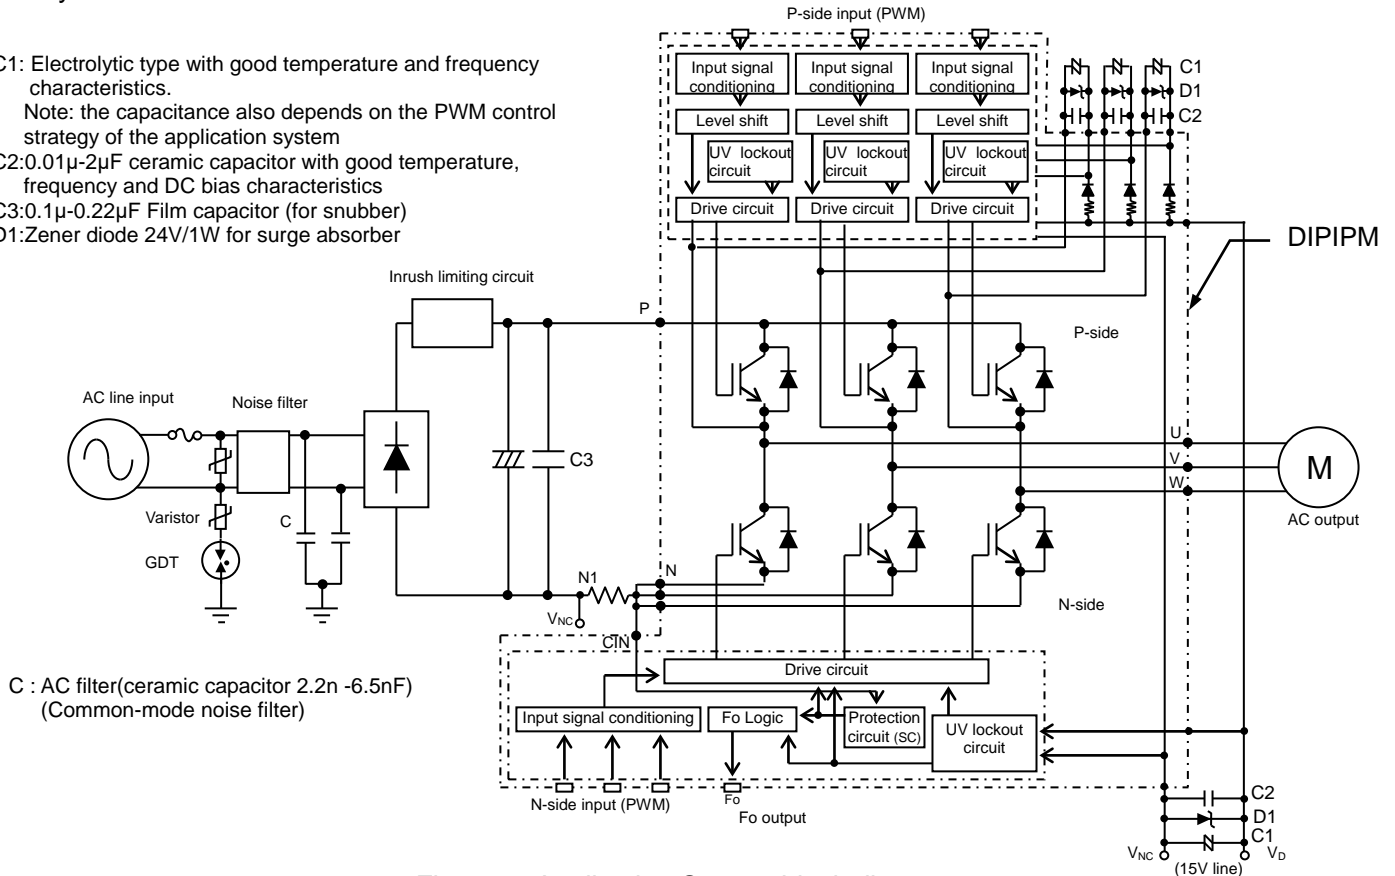 P-side input (PWM)
C1: Electrolytic type with good temperature and frequency
characteristics.
Note: the capacitance also depends on the PWM control
strategy of the application system
C2:0.01μ-2μF ceramic capacitor with good temperature,
frequency and DC bias characteristics
C3:0.1μ-0.22μF Film capacitor (for snubber)
D1:Zener diode 24V/1W for surge absorber
Input signal
conditioning
Input signal
conditioning
Input signal
conditioning
Level shift
Level shift
Level shift
UV lockout
circuit
UV lockout
circuit
UV lockout
circuit
Drive circuit
Drive circuit
Drive circuit
C1
D1
C2
DIPIPM
Inrush limiting circuit
P
P-side
AC line input
Noise filter
C3
U
V
W
M
AC output
Varistor
C
GDT
N1
N
VNC
CIN
N-side
C : AC filter(ceramic capacitor 2.2n -6.5nF)
(Common-mode noise filter)
Drive circuit
Input signal conditioning
Fo Logic
Protection
circuit (SC)
UV lockout
circuit
N-side input (PWM)
Fo
Fo output
C2
D1
C1
VNC
VD
(15V line)